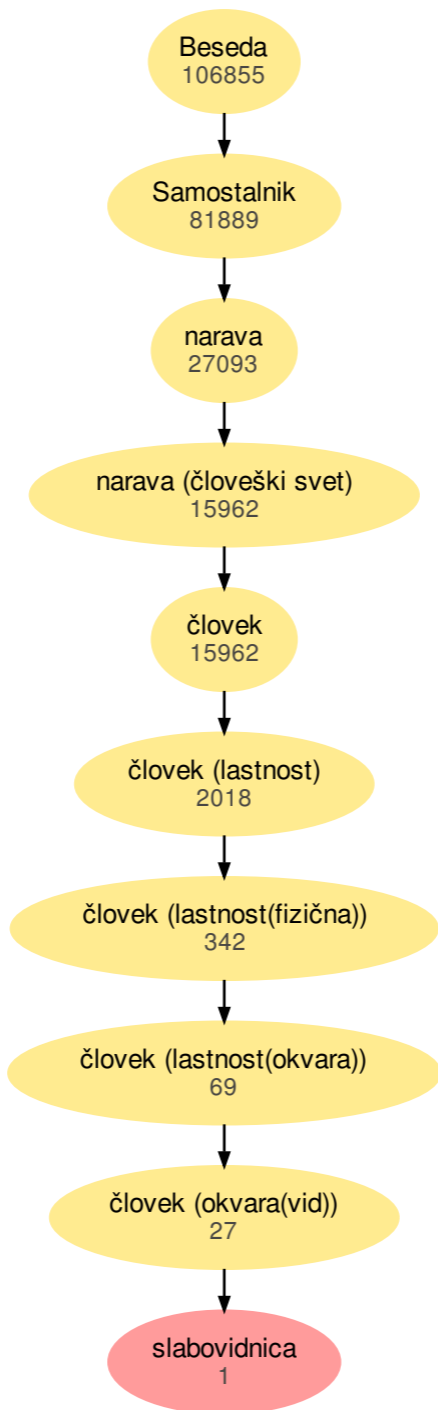 Beseda
106855
Samostalnik
81889
narava
27093
narava (človeški svet)
15962
človek
15962
človek (lastnost)
2018
človek (lastnost(fizična))
342
človek (lastnost(okvara))
69
človek (okvara(vid))
27
slabovidnica
1